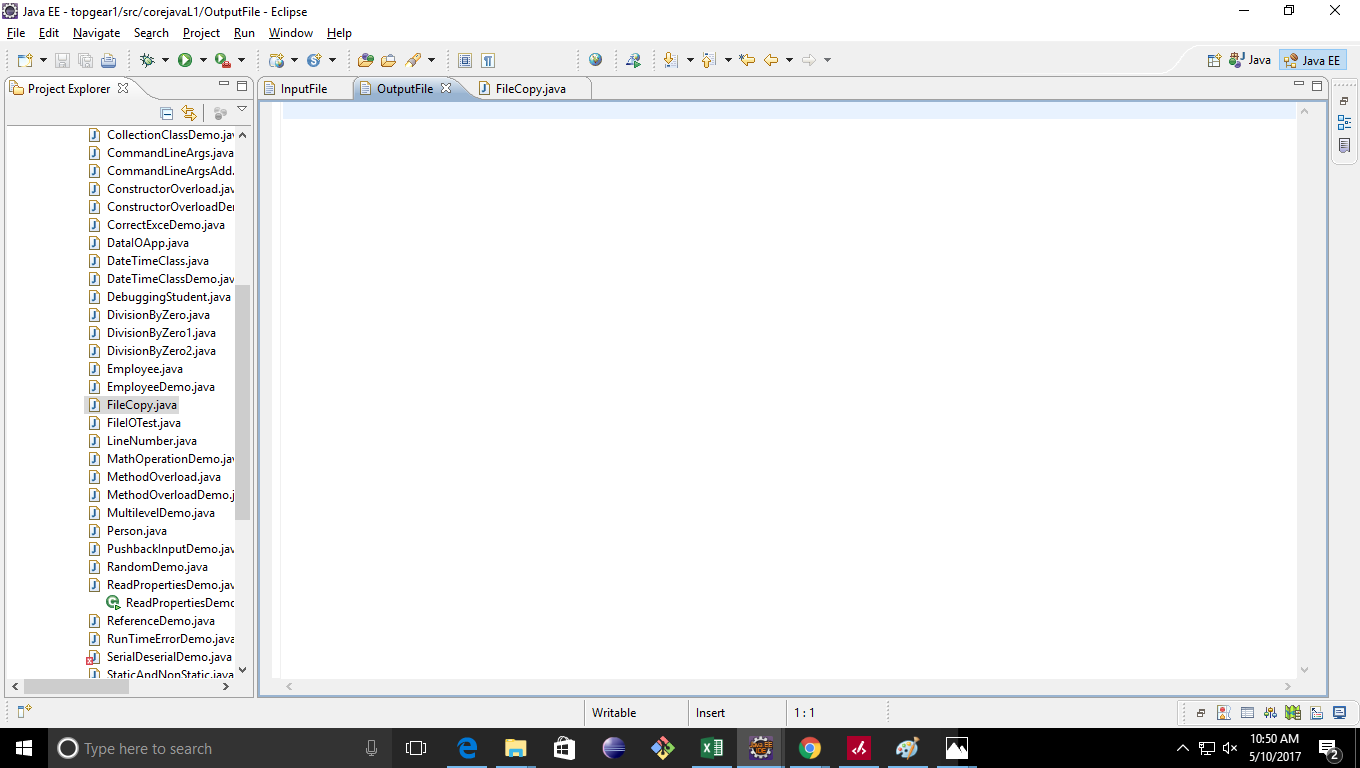 Java EE - topgear1/src/corejavaL1/OutputFile - Eclipse
File Edit Navigate Search Project Run Window Help
Java Java EE
Project Explorer
InputFile OutputFile FileCopy.java
CollectionClassDemo.jav
CommandLineArgs.java
CommandLineArgsAdd.
ConstructorOverload.jav
ConstructorOverloadDer
CorrectExceDemo.java
DataIOApp.java
DateTimeClass.java
DateTimeClassDemo.jav
DebuggingStudent.java
DivisionByZero.java
DivisionByZero1.java
DivisionByZero2.java
Employee.java
EmployeeDemo.java
FileCopy.java
FileIOTest.java
LineNumber.java
MathOperationDemo.jav
MethodOverload.java
MethodOverloadDemo.j
MultilevelDemo.java
Person.java
PushbackInputDemo.jav
RandomDemo.java
ReadPropertiesDemo.jav
ReadPropertiesDemo
ReferenceDemo.java
RunTimeErrorDemo.java
SerialDeserialDemo.java
StaticAndNonStatic.java
Writable Insert 1 : 1
Type here to search
10:50 AM
5/10/2017
2